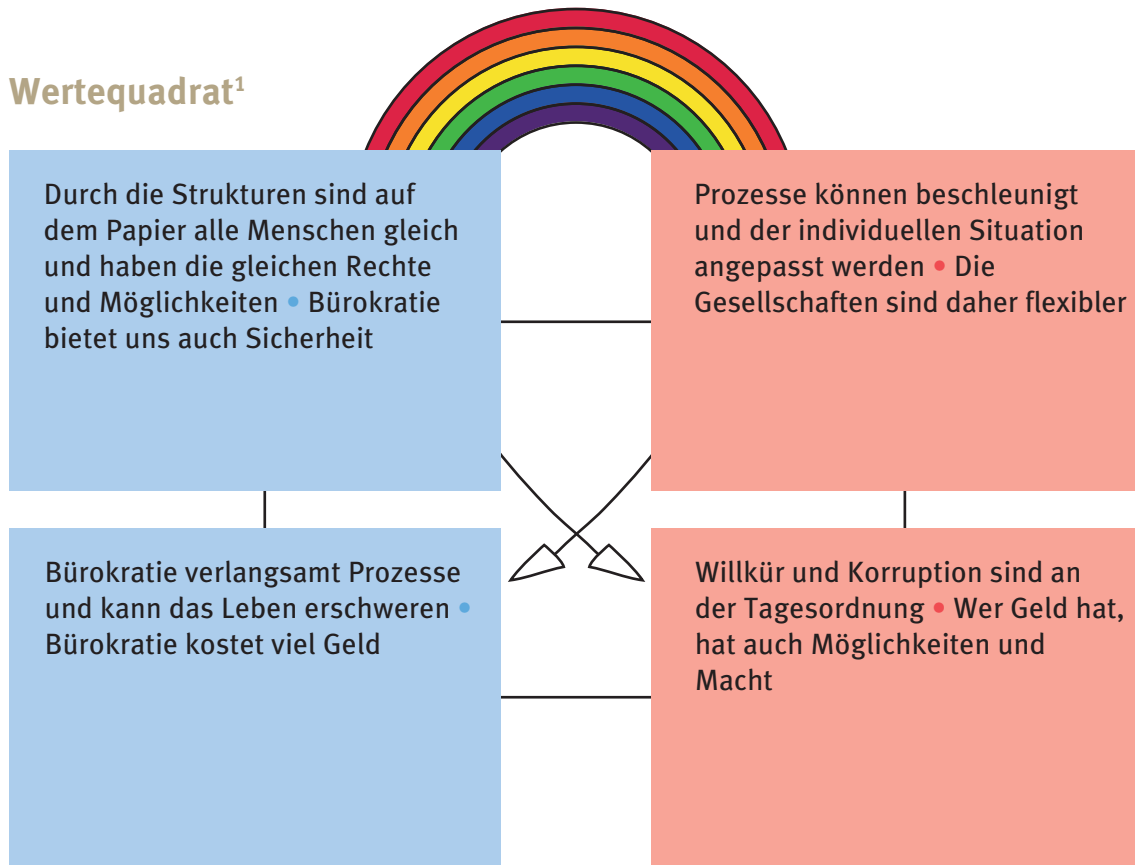 Wertequadrat¹
Durch die Strukturen sind auf
dem Papier alle Menschen gleich
und haben die gleichen Rechte
und Möglichkeiten • Bürokratie
bietet uns auch Sicherheit
Prozesse können beschleunigt
und der individuellen Situation
angepasst werden • Die
Gesellschaften sind daher flexibler
Bürokratie verlangsamt Prozesse
und kann das Leben erschweren •
Bürokratie kostet viel Geld
Willkür und Korruption sind an
der Tagesordnung • Wer Geld hat,
hat auch Möglichkeiten und
Macht